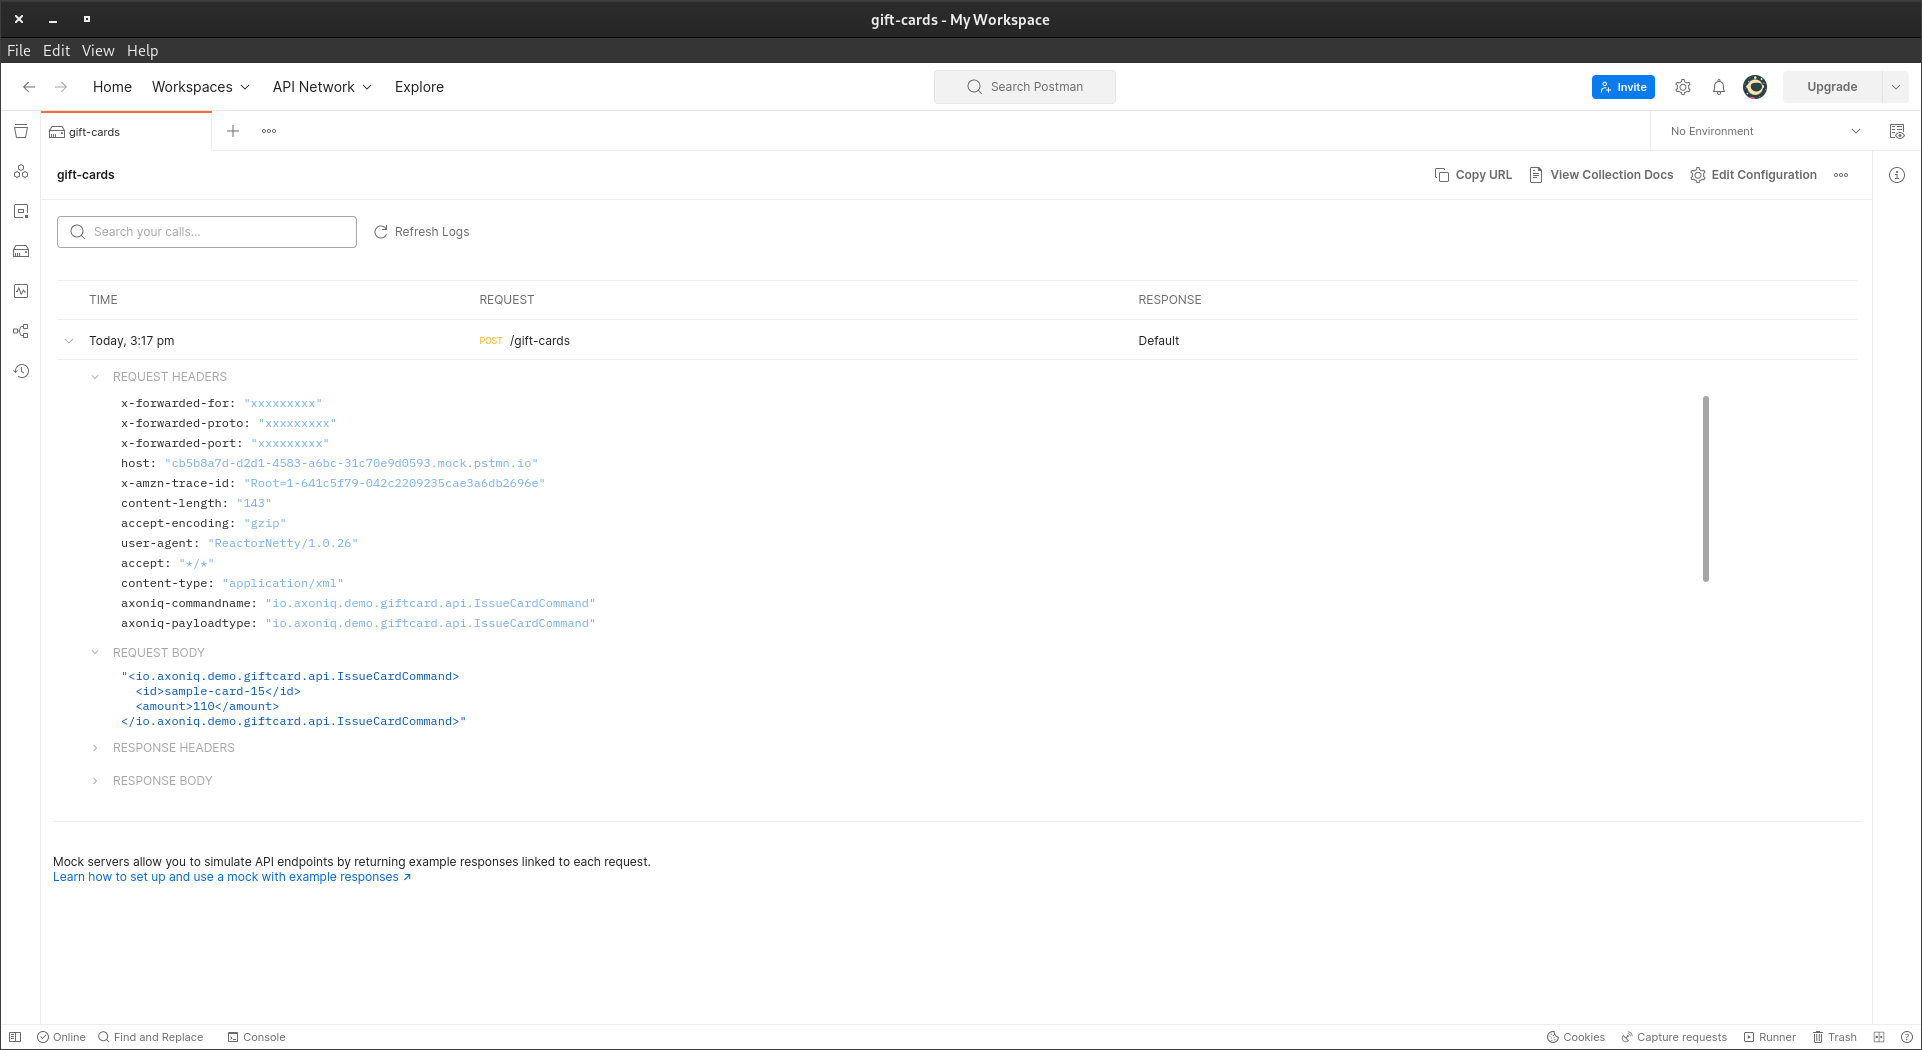 gift-cards - My Workspace
File Edit View Help
Home Workspaces API Network Explore Search Postman Invite Upgrade
gift-cards No Environment
gift-cards Copy URL View Collection Docs Edit Configuration
Search your calls... Refresh Logs
TIME REQUEST RESPONSE
Today, 3:17 pm POST /gift-cards Default
REQUEST HEADERS
x-forwarded-for: "xxxxxxxxx"
x-forwarded-proto: "xxxxxxxxx"
x-forwarded-port: "xxxxxxxxx"
host: "cb5b8a7d-d2d1-4583-a6bc-31c70e9d0593.mock.pstmn.io"
x-amzn-trace-id: "Root=1-641c5f79-042c2209235cae3a6db2696e"
content-length: "143"
accept-encoding: "gzip"
user-agent: "ReactorNetty/1.0.26"
accept: "*/*"
content-type: "application/xml"
axoniq-commandname: "io.axoniq.demo.giftcard.api.IssueCardCommand"
axoniq-payloadtype: "io.axoniq.demo.giftcard.api.IssueCardCommand"
REQUEST BODY
"<io.axoniq.demo.giftcard.api.IssueCardCommand>
<id>sample-card-15</id>
<amount>110</amount>
</io.axoniq.demo.giftcard.api.IssueCardCommand>"
RESPONSE HEADERS
RESPONSE BODY
Mock servers allow you to simulate API endpoints by returning example responses linked to each request.
Learn how to set up and use a mock with example responses ↗
Online Find and Replace Console Cookies Capture requests Runner Trash